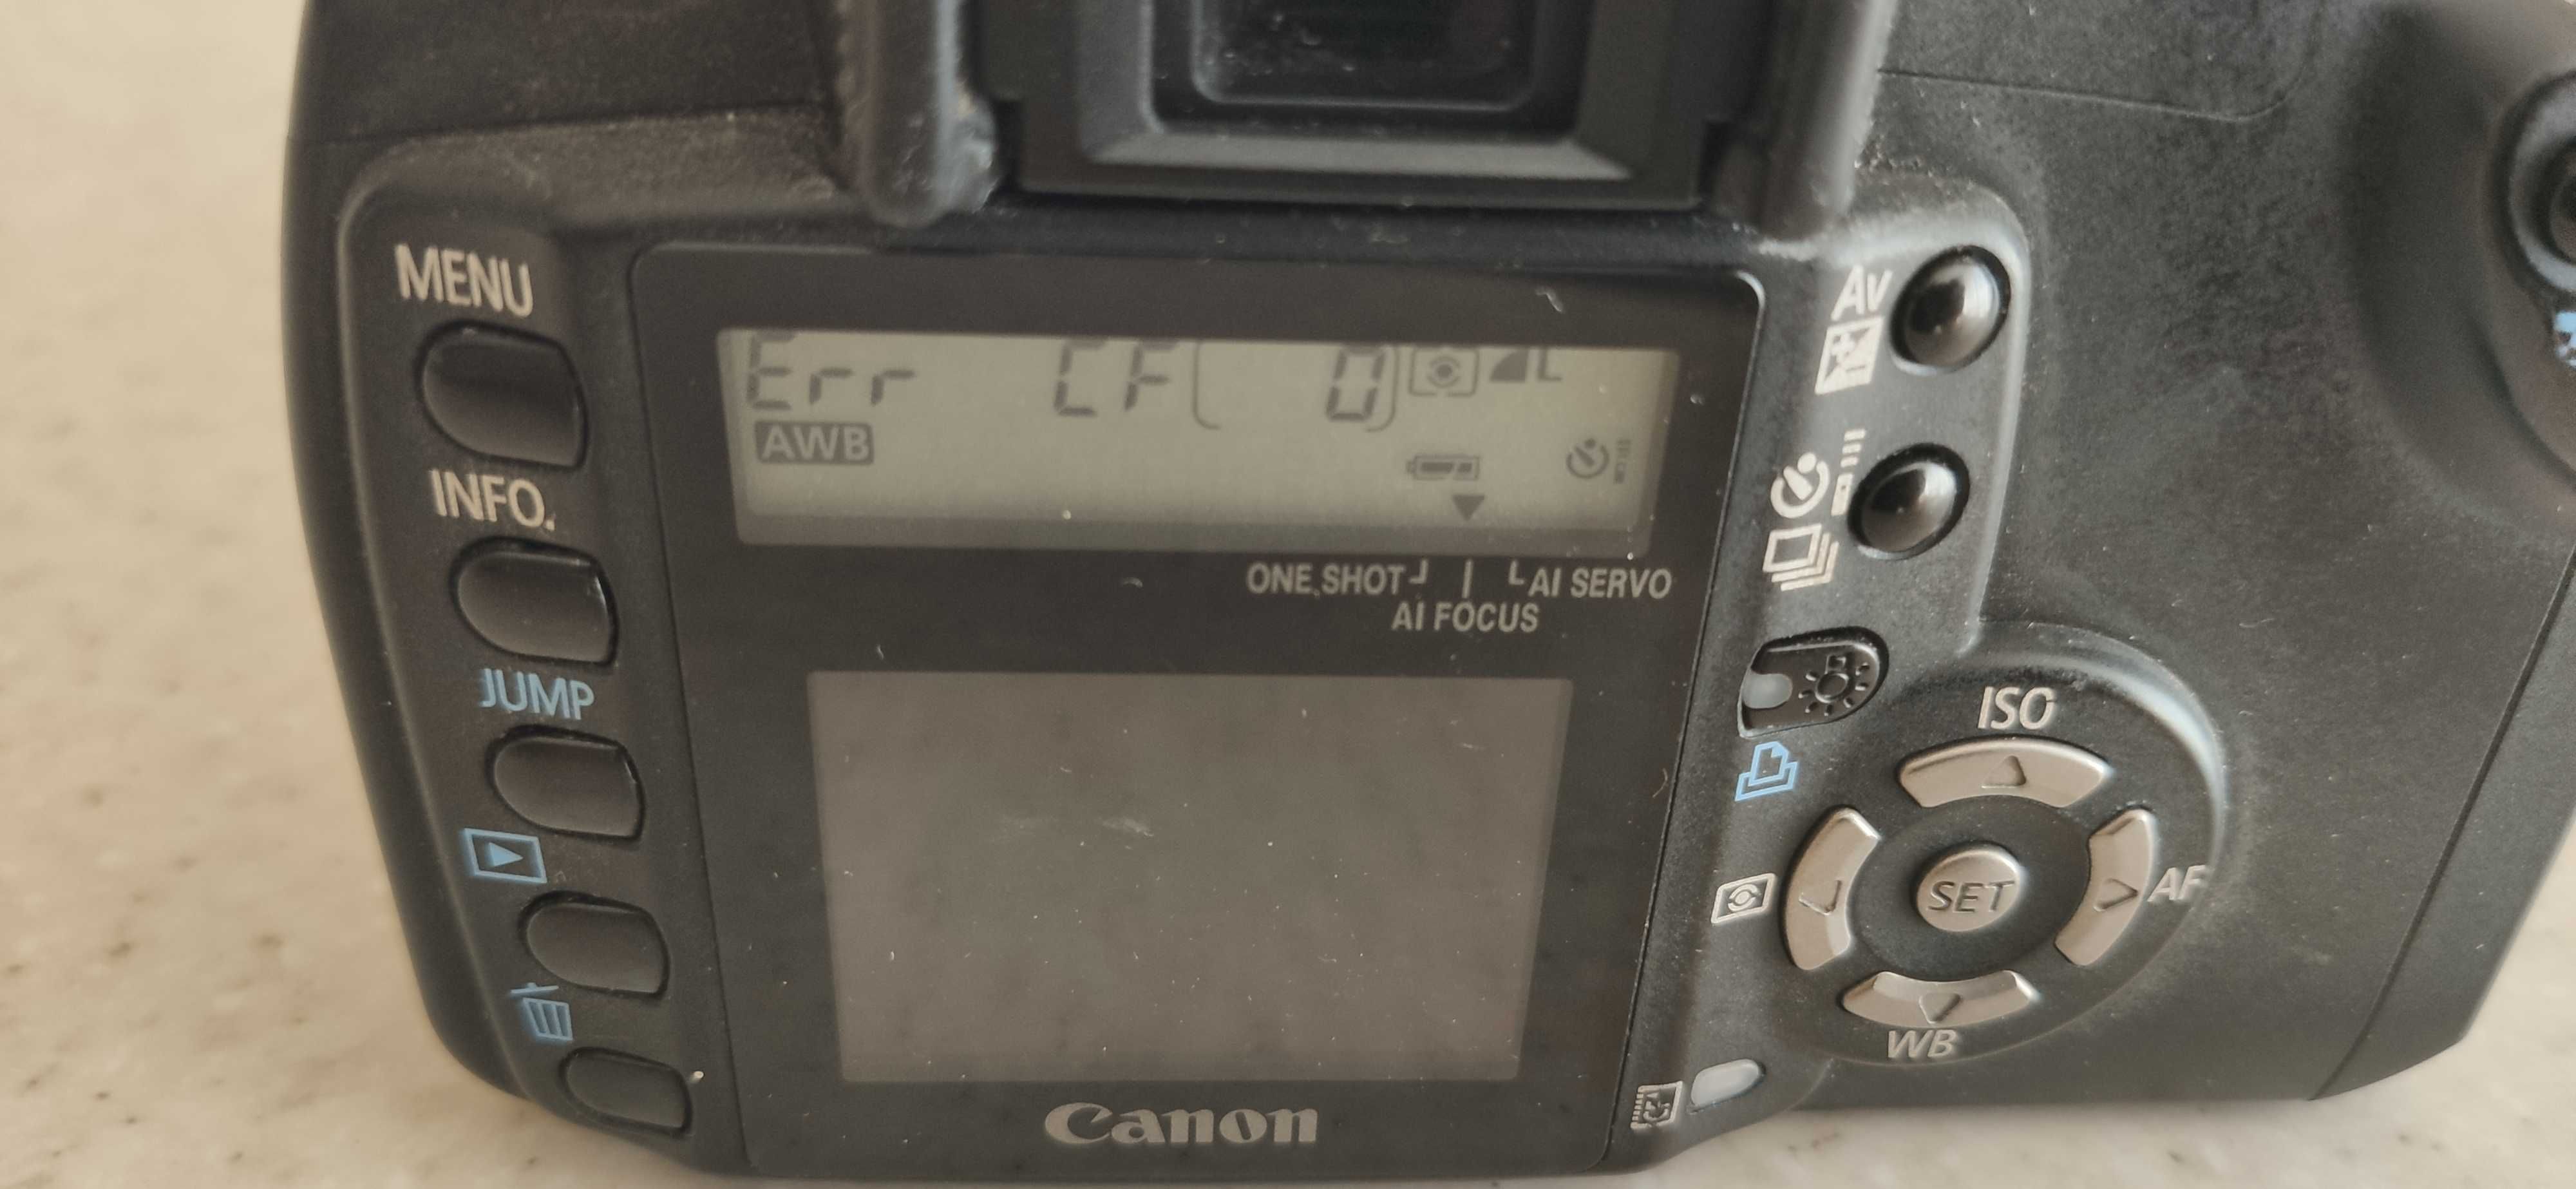 MENU
INFO.
JUMP
Err CF [ 0]
L
AWB
ONE SHOT
AI SERVO
AI FOCUS
Av
ISO
SET
AF
WB
CF
Canon